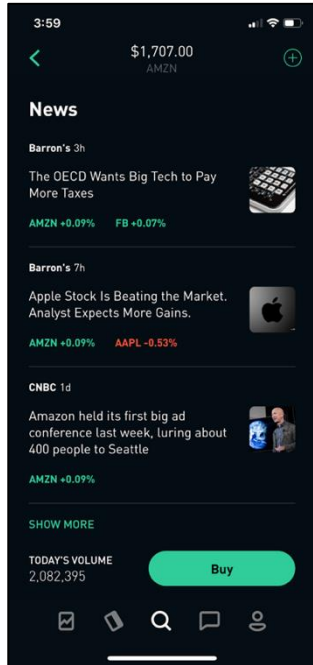 3:59
$1,707.00
AMZN
News
Barron's 3h
The OECD Wants Big Tech to Pay
More Taxes
AMZN +0.09% FB +0.07%
Barron's 7h
Apple Stock Is Beating the Market.
Analyst Expects More Gains.
AMZN +0.09% AAPL -0.53%
CNBC 1d
Amazon held its first big ad
conference last week, luring about
400 people to Seattle
AMZN +0.09%
SHOW MORE
TODAY'S VOLUME
2,082,395
Buy